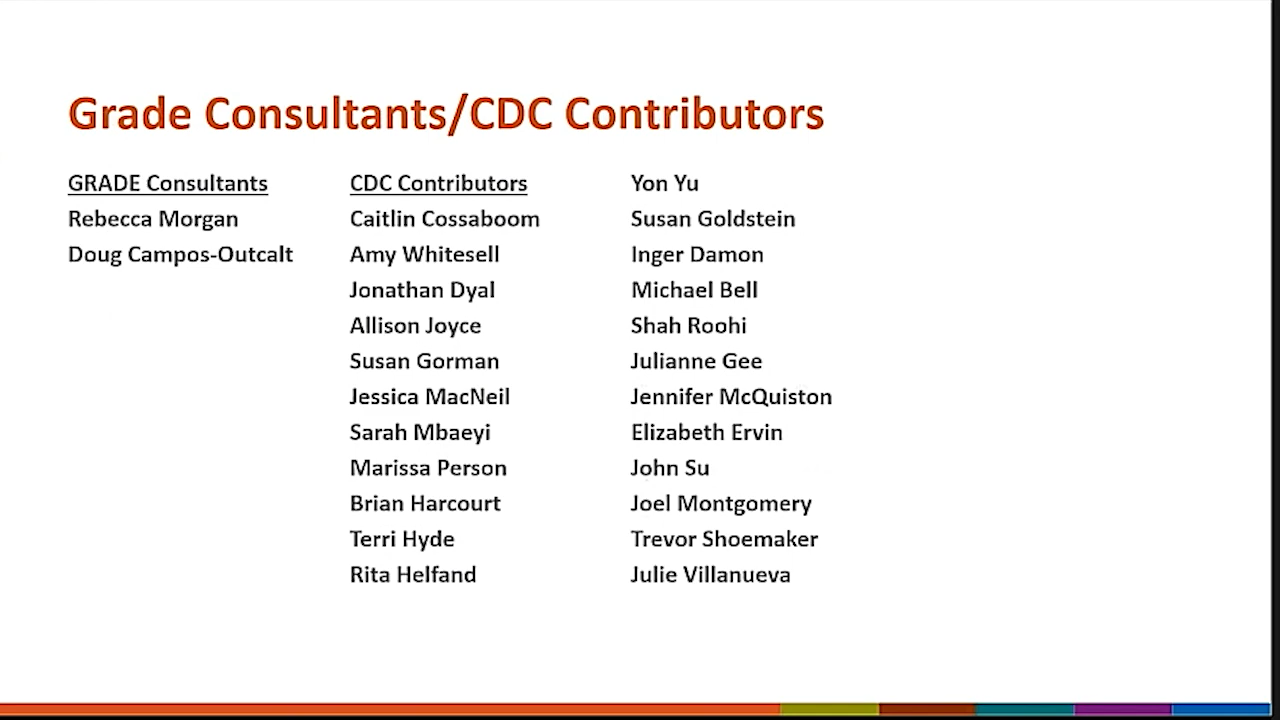 Grade Consultants/CDC Contributors
GRADE Consultants
Rebecca Morgan
Doug Campos-Outcalt
CDC Contributors
Caitlin Cossaboom
Amy Whitesell
Jonathan Dyal
Allison Joyce
Susan Gorman
Jessica MacNeil
Sarah Mbaeyi
Marissa Person
Brian Harcourt
Terri Hyde
Rita Helfand
Yon Yu
Susan Goldstein
Inger Damon
Michael Bell
Shah Roohi
Julianne Gee
Jennifer McQuiston
Elizabeth Ervin
John Su
Joel Montgomery
Trevor Shoemaker
Julie Villanueva